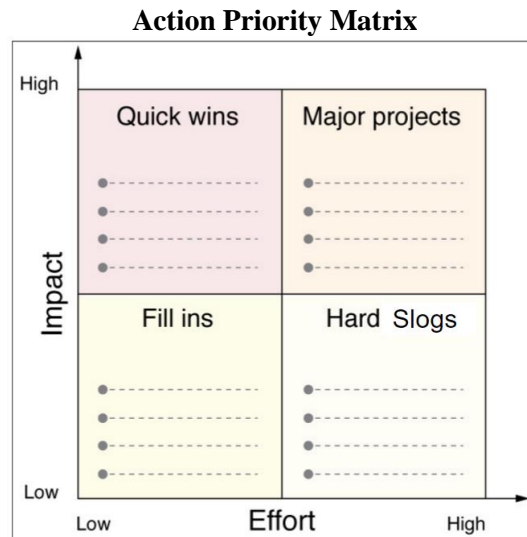 Action Priority Matrix
High
Quick wins
Major projects
Impact
Fill ins
Hard Slogs
Low
Low
Effort
High